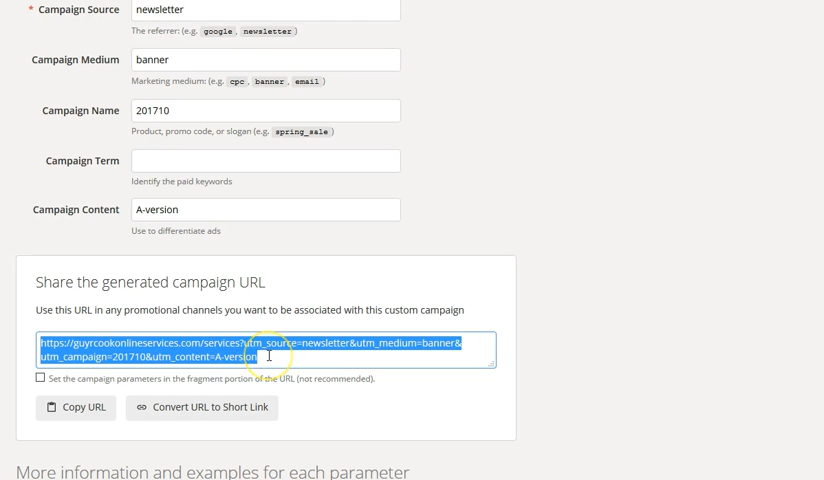 * Campaign Source newsletter
The referrer: (e.g. google, newsletter)
Campaign Medium banner
Marketing medium: (e.g. cpc, banner, email)
Campaign Name 201710
Product, promo code, or slogan (e.g. spring_sale)
Campaign Term
Identify the paid keywords
Campaign Content A-version
Use to differentiate ads
Share the generated campaign URL
Use this URL in any promotional channels you want to be associated with this custom campaign
https://guyrcookonlineservices.com/services?utm_source=newsletter&utm_medium=banner&
utm_campaign=201710&utm_content=A-version
Set the campaign parameters in the fragment portion of the URL (not recommended).
Copy URL Convert URL to Short Link
More information and examples for each parameter